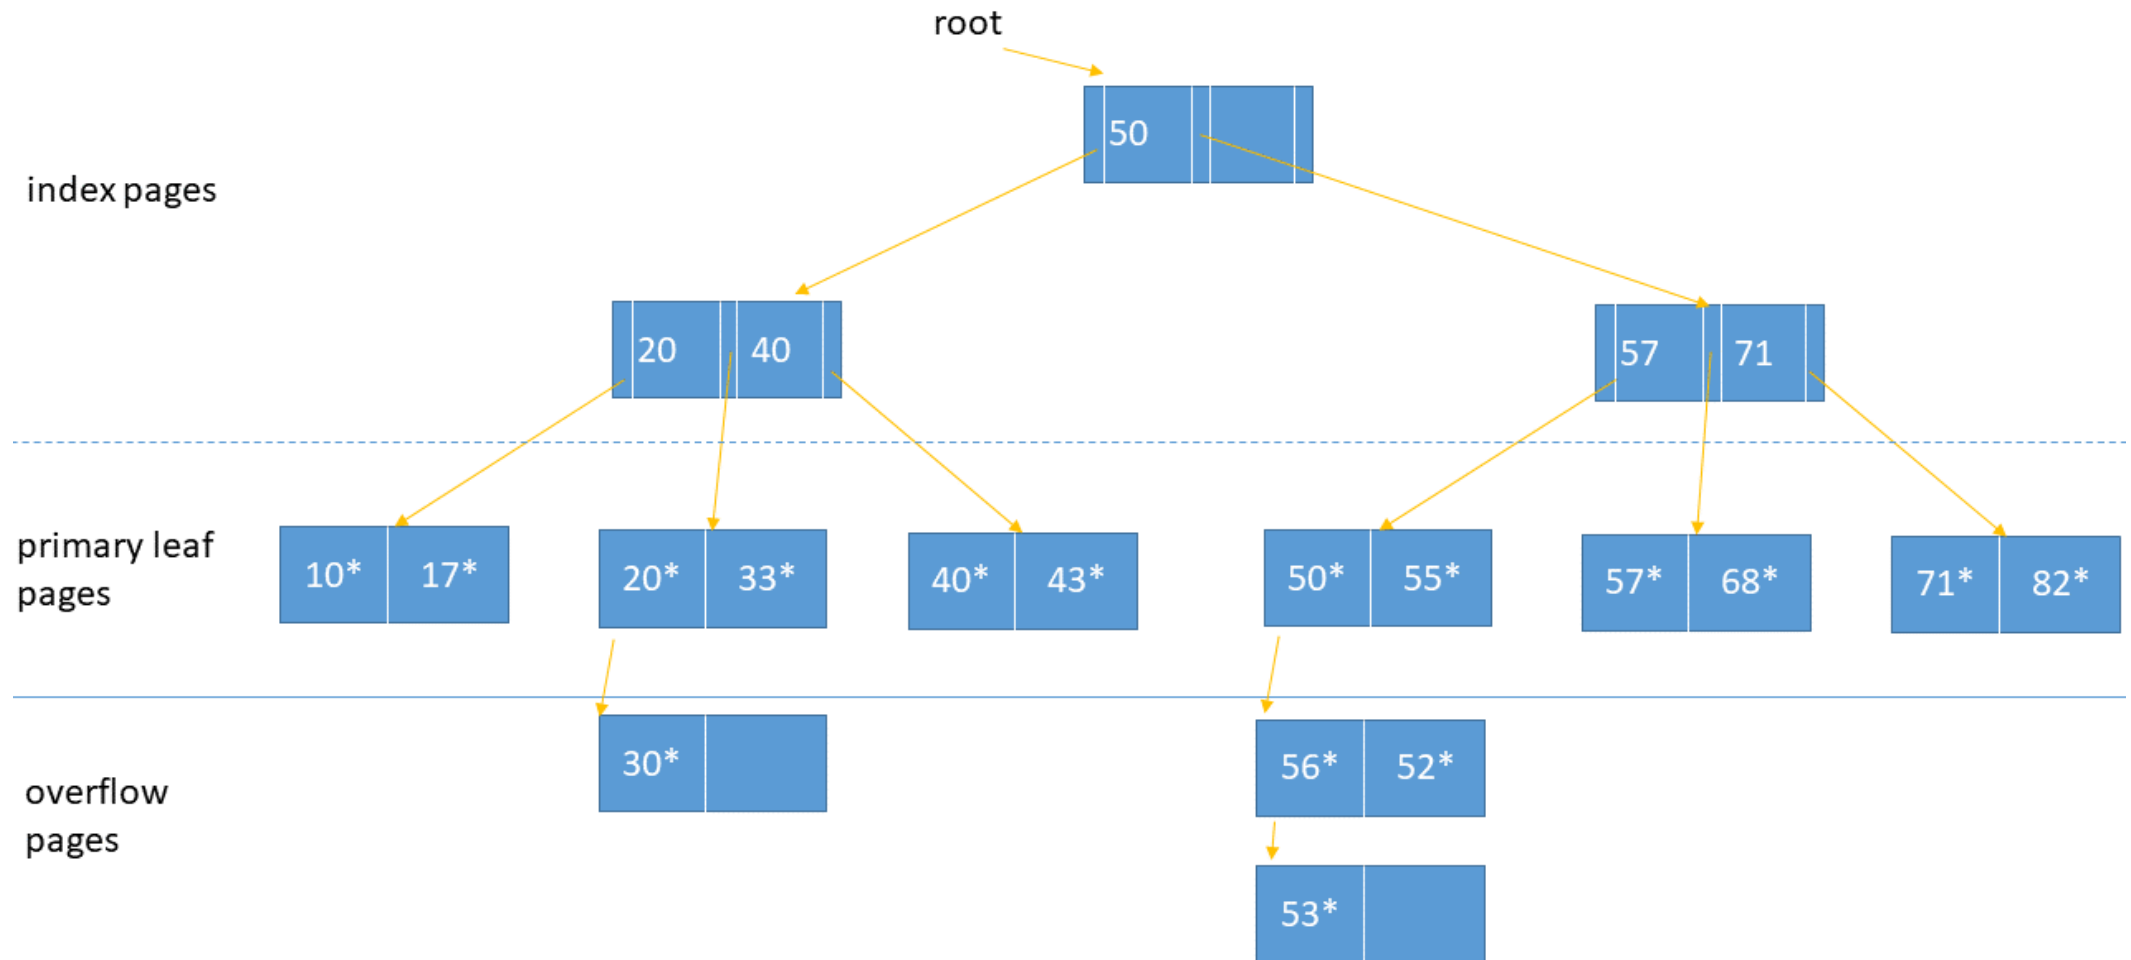 root
50
index pages
20 40
57 71
primary leaf
pages
10* 17*
20* 33*
40* 43*
50* 55*
57* 68*
71* 82*
overflow
pages
30*
56* 52*
53*